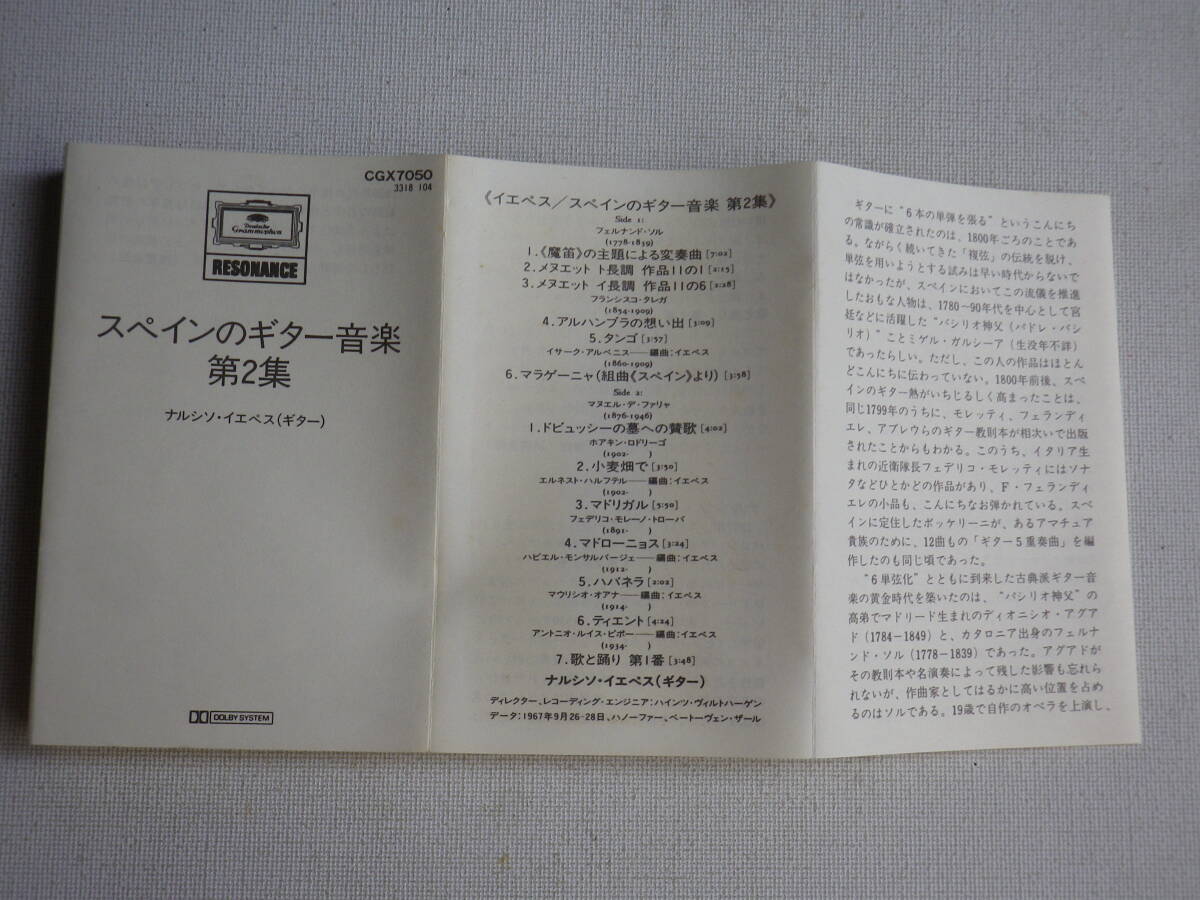 CGX7050
3318 104
Deutsche
Grammophon
RESONANCE
スペインのギター音楽
第2集
ナルシソ・イエペス(ギター)
DOLBY SYSTEM
《イエペス／スペインのギター音楽 第2集》
Side 1:
フェルナンド・ソル
(1778-1839)
1.《魔笛》の主題による変奏曲[7:02]
2.メヌエット ト長調 作品11の1[2:15]
3.メヌエット イ長調 作品11の6[2:28]
フランシスコ・タレガ
(1854-1909)
4.アルハンブラの想い出[3:09]
5.タンゴ[3:57]
イサーク・アルベニス──編曲:イエペス
(1860-1909)
6.マラゲーニャ(組曲《スペイン》より)[3:58]
Side 2:
マヌエル・デ・ファリャ
(1876-1946)
1.ドビュッシーの墓への賛歌[4:02]
ホアキン・ロドリーゴ
(1902- )
2.小麦畑で[3:50]
エルネスト・ハルフテル──編曲:イエペス
(1902- )
3.マドリガル[5:50]
フェデリコ・モレーノ・トローバ
(1891- )
4.マドローニョス[3:24]
ハビエル・モンサルバージェ──編曲:イエペス
(1912- )
5.ハバネラ[2:02]
マウリシオ・オアナ──編曲:イエペス
(1914- )
6.ティエント[4:24]
アントニオ・ルイス・ピポー──編曲:イエペス
(1934- )
7.歌と踊り 第1番[3:48]
ナルシソ・イエペス(ギター)
ディレクター、レコーディング・エンジニア:ハインツ・ヴィルトハーゲン
データ:1967年9月26-28日、ハノーファー、ベートーヴェン・ザール
ギターに“6本の単弾を張る”というこんにち
の常識が確立されたのは、1800年ごろのことであ
る。ながらく続いてきた「複弦」の伝統を脱け、
単弦を用いようとする試みは早い時代からないで
はなかったが、スペインにおいてこの流儀を推進
したおもな人物は、1780～90年代を中心として宮
廷などに活躍した“バシリオ神父(パドレ・バシ
リオ)”ことミゲル・ガルシーア(生没年不詳)
であったらしい。ただし、この人の作品はほとん
どこんにちに伝わっていない。1800年前後、スペ
インのギター熱がいちじるしく高まったことは、
同じ1799年のうちに、モレッティ、フェランディ
エレ、アブレウらのギター教則本が相次いで出版
されたことからもわかる。このうち、イタリア生
まれの近衛隊長フェデリコ・モレッティにはソナ
タなどひとかどの作品があり、F・フェランディ
エレの小品も、こんにちなお弾かれている。スペ
インに定住したボッケリーニが、あるアマチュア
貴族のために、12曲もの「ギター5重奏曲」を編
作したのも同じ頃であった。
“6単弦化”とともに到来した古典派ギター音
楽の黄金時代を築いたのは、“バシリオ神父”の
高弟でマドリード生まれのディオニシオ・アグア
ド(1784-1849)と、カタロニア出身のフェルナ
ンド・ソル(1778-1839)であった。アグアドが
その教則本や名演奏によって残した影響も忘れら
れないが、作曲家としてはるかに高い位置を占め
るのはソルである。19歳で自作のオペラを上演し、